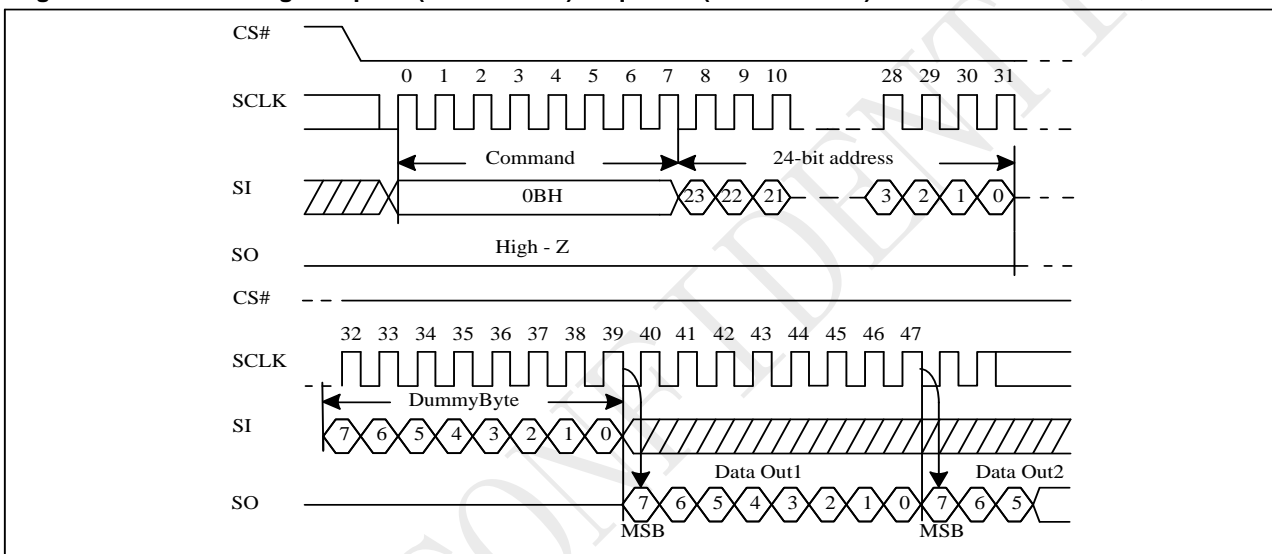 CS#
0 1 2 3 4 5 6 7 8 9 10 28 29 30 31
SCLK
Command 24-bit address
SI 0BH 23 22 21 3 2 1 0
High - Z
SO
CS#
32 33 34 35 36 37 38 39 40 41 42 43 44 45 46 47
SCLK
DummyByte
SI 7 6 5 4 3 2 1 0
Data Out1 Data Out2
SO 7 6 5 4 3 2 1 0 7 6 5
MSB MSB